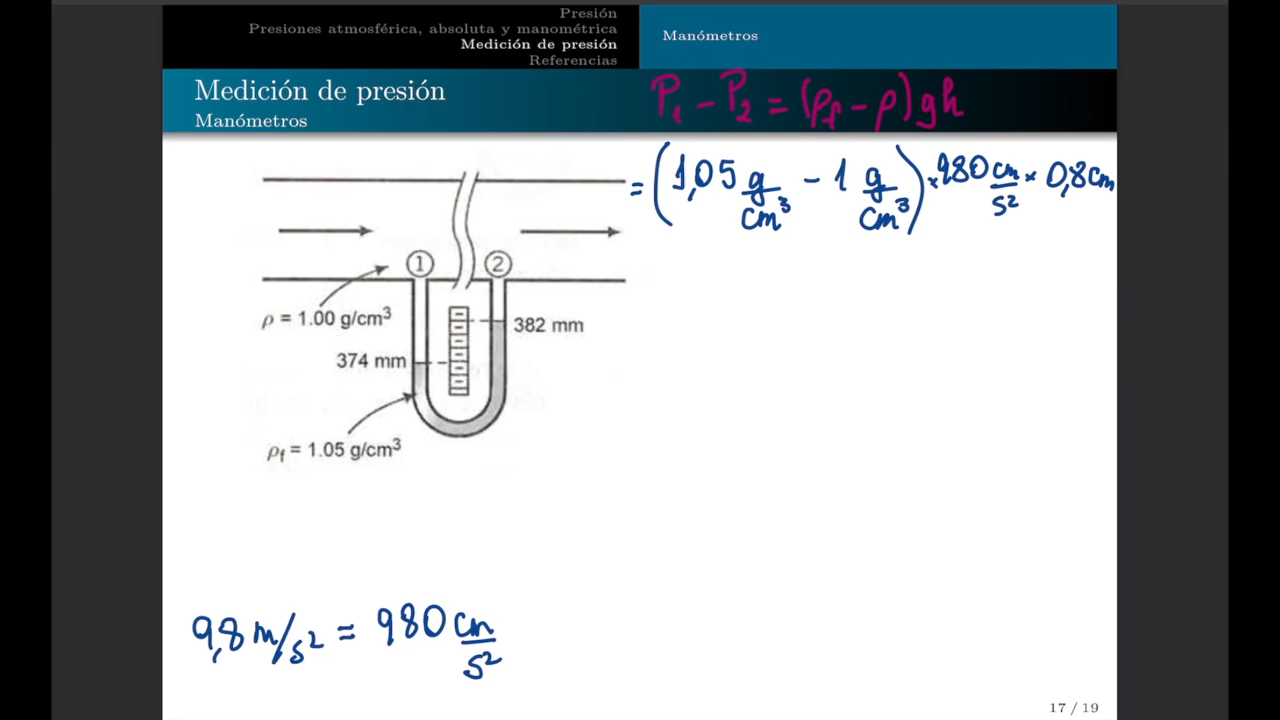 Presión
Presiones atmosférica, absoluta y manométrica
Medición de presión
Referencias
Manómetros
Medición de presión
Manómetros
P₁ - P₂ = (ρf - ρ)gh
= (1,05 g/cm³ - 1 g/cm³) × 980 cm/s² × 0,8cm
① ②
ρ = 1.00 g/cm³
382 mm
374 mm
ρf = 1.05 g/cm³
9,8 m/s² = 980 cm/s²
17 / 19